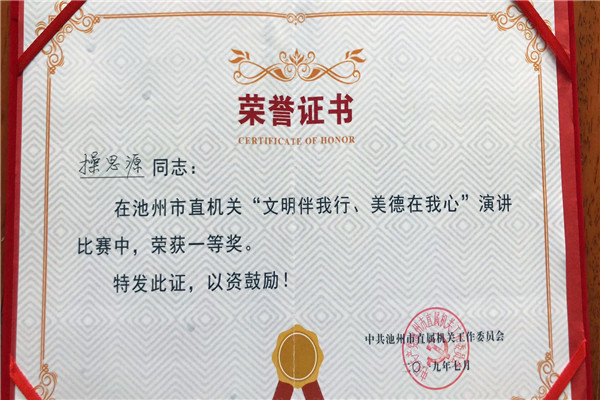 荣誉证书
CERTIFICATE OF HONOR
操思源 同志：
在池州市直机关“文明伴我行、美德在我心”演讲
比赛中，荣获一等奖。
特发此证，以资鼓励！
中共池州市直属机关工作委员会
〇一九年七月